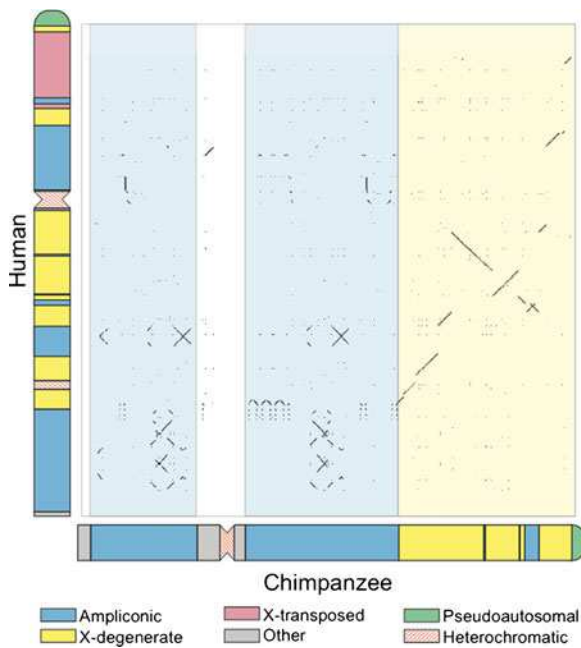 Human
Chimpanzee
Ampliconic X-transposed Pseudoautosomal
X-degenerate Other Heterochromatic